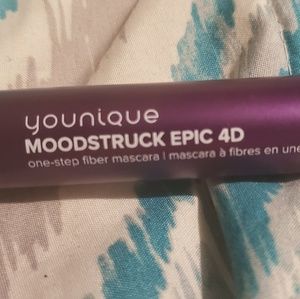 younique
MOODSTRUCK EPIC 4D
one-step fiber mascara | mascara à fibres en une